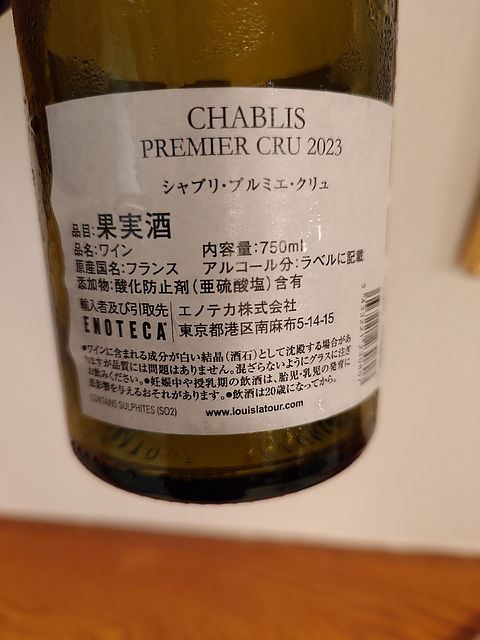 CHABLIS
PREMIER CRU 2023
シャブリ・プルミエ・クリュ
品目:果実酒
品名:ワイン 内容量:750ml
原産国名:フランス アルコール分:ラベルに記載
添加物:酸化防止剤(亜硫酸塩)含有
輸入者及び引取先 エノテカ株式会社
ENOTECA 東京都港区南麻布5-14-15
●ワインに含まれる成分が白い結晶(酒石)として沈殿する場合があ
りますが品質には問題はありません。混ざらないようにグラスに注ぎ
お飲みください。●妊娠中や授乳期の飲酒は、胎児・乳児の発育に
悪影響を与えるおそれがあります。●飲酒は20歳になってから。
CONTAINS SULPHITES (SO2) www.louislatour.com